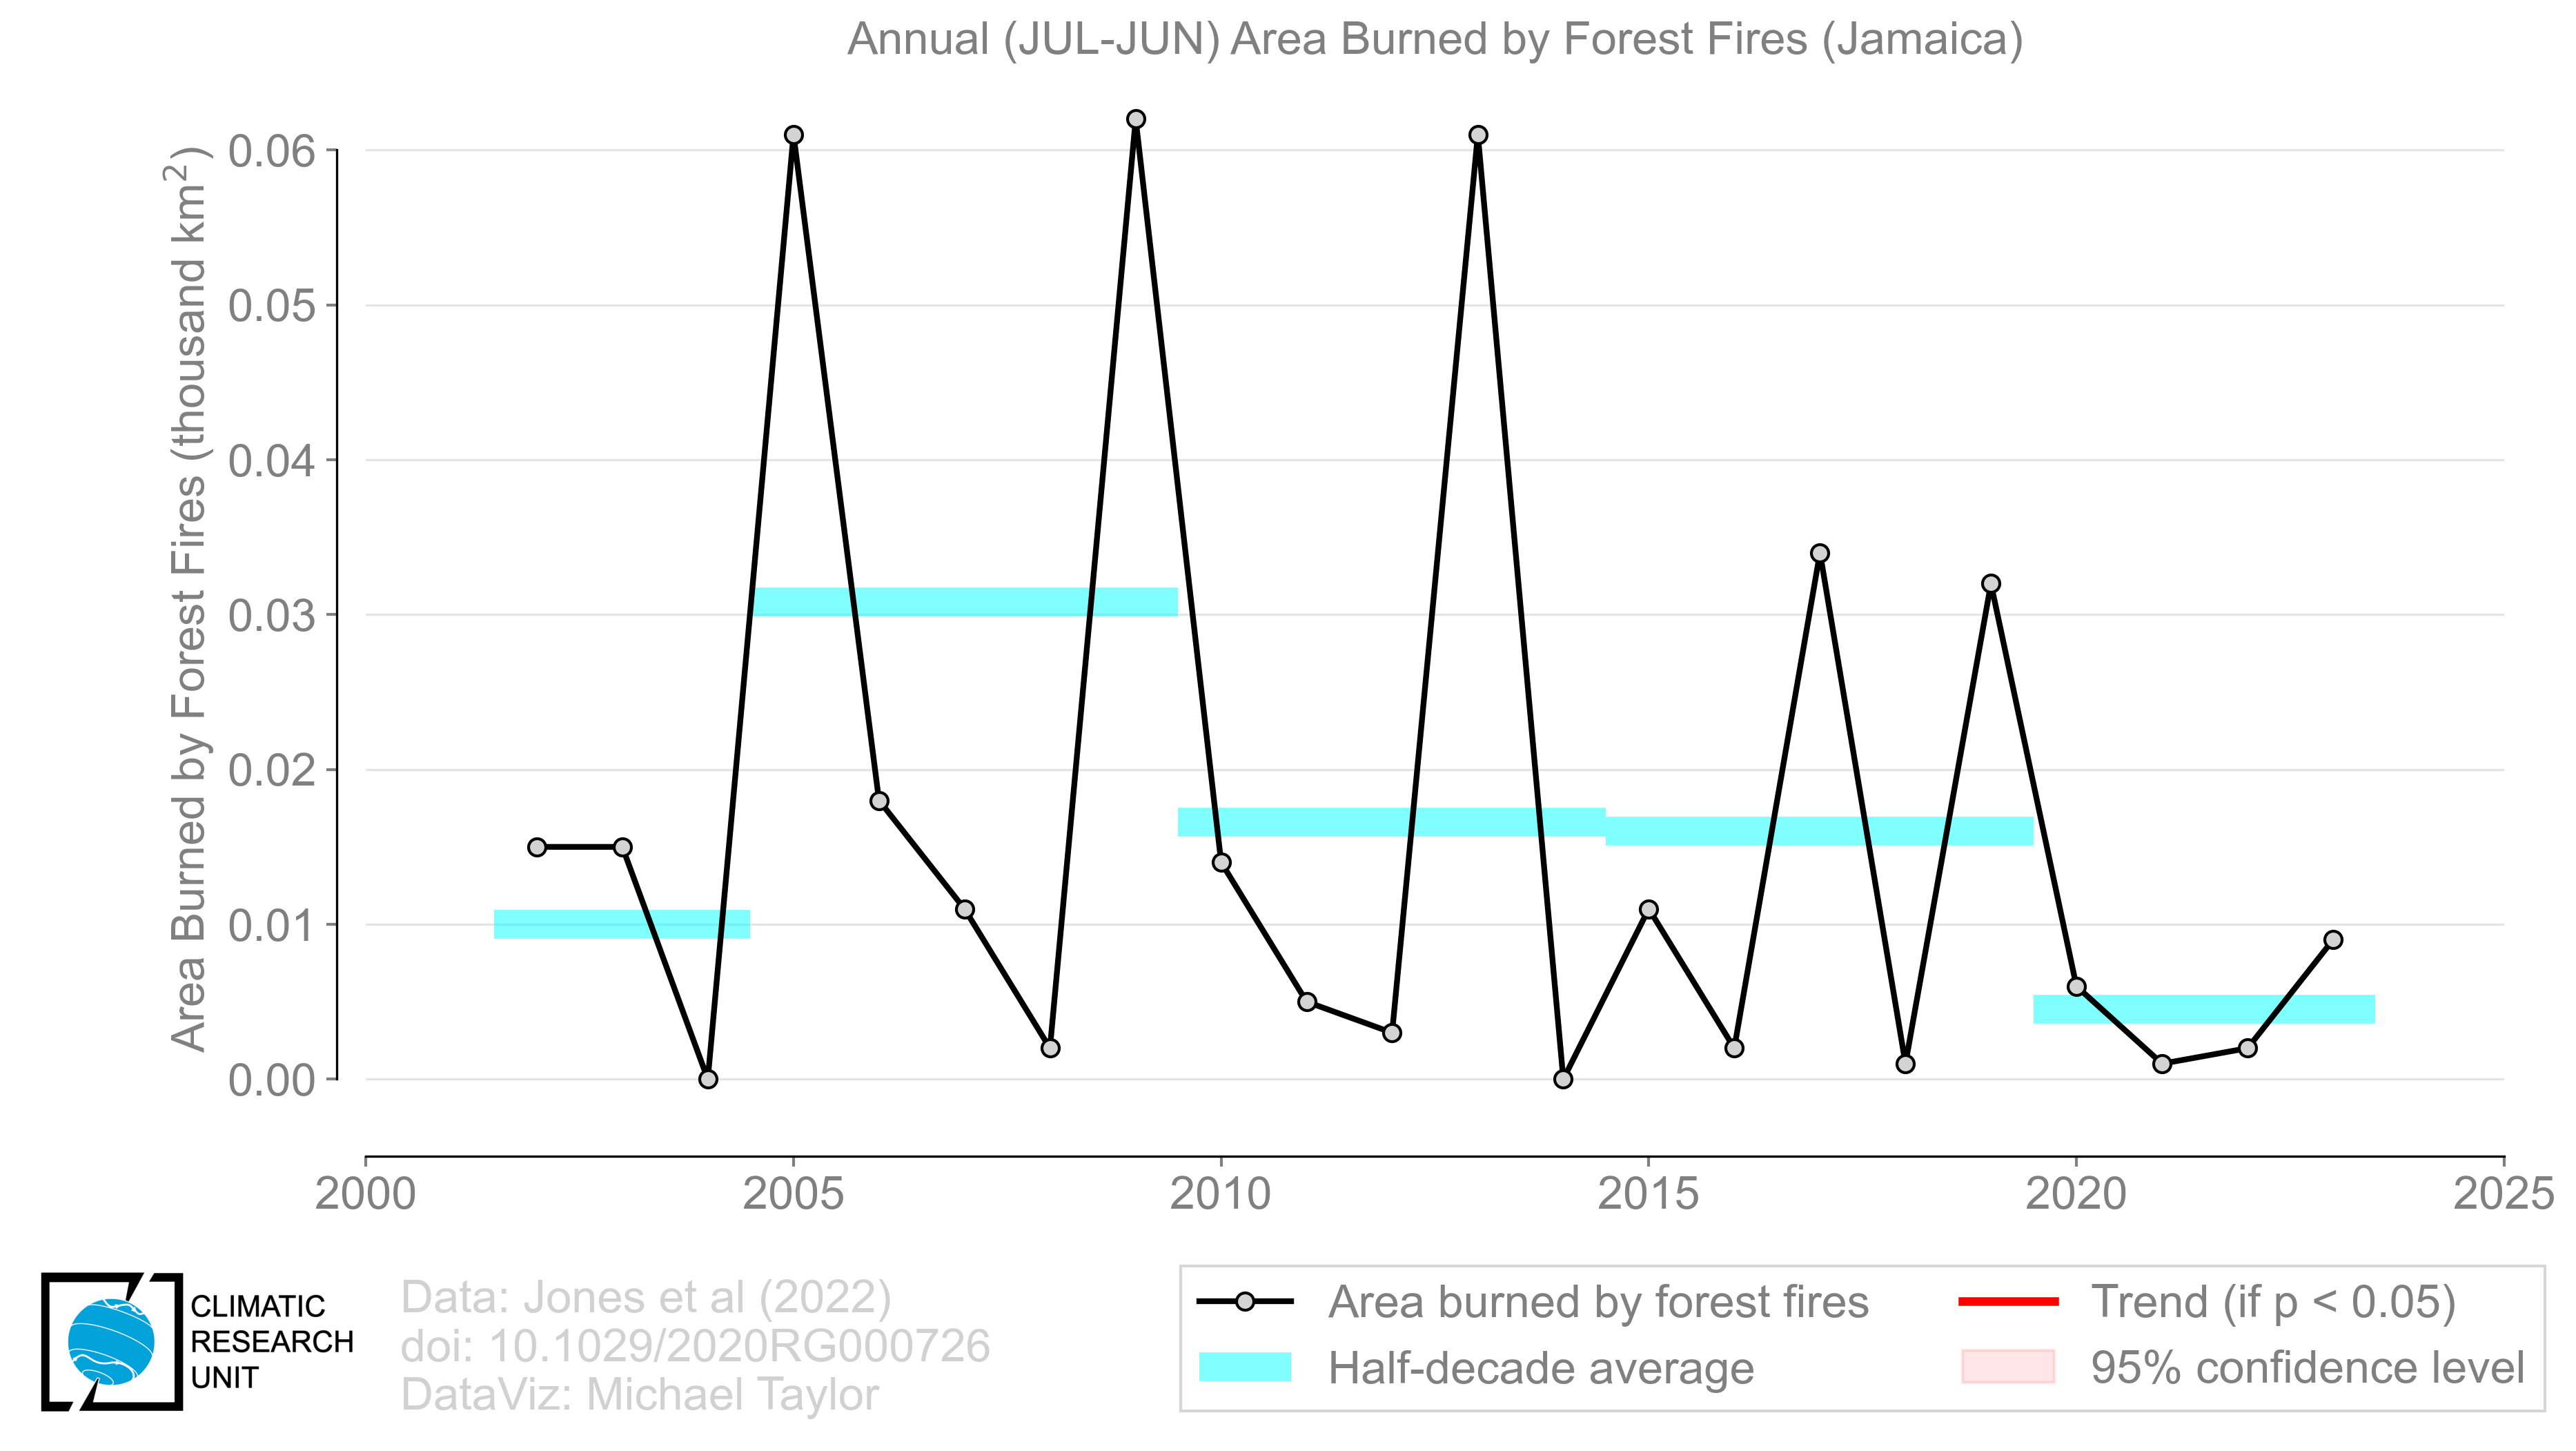 Annual (JUL-JUN) Area Burned by Forest Fires (Jamaica)
Area Burned by Forest Fires (thousand km²)
0.06
0.05
0.04
0.03
0.02
0.01
0.00
2000 2005 2010 2015 2020 2025
CLIMATIC
RESEARCH
UNIT
Data: Jones et al (2022)
doi: 10.1029/2020RG000726
DataViz: Michael Taylor
Area burned by forest fires
Half-decade average
Trend (if p < 0.05)
95% confidence level